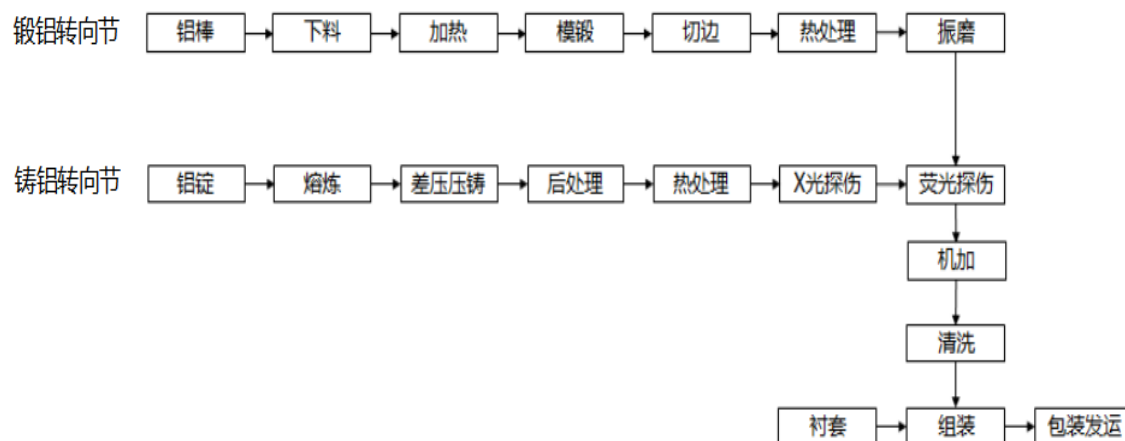 锻铝转向节 铝棒 下料 加热 模锻 切边 热处理 振磨
铸铝转向节 铝锭 熔炼 差压压铸 后处理 热处理 X光探伤 荧光探伤
机加
清洗
衬套 组装 包装发运